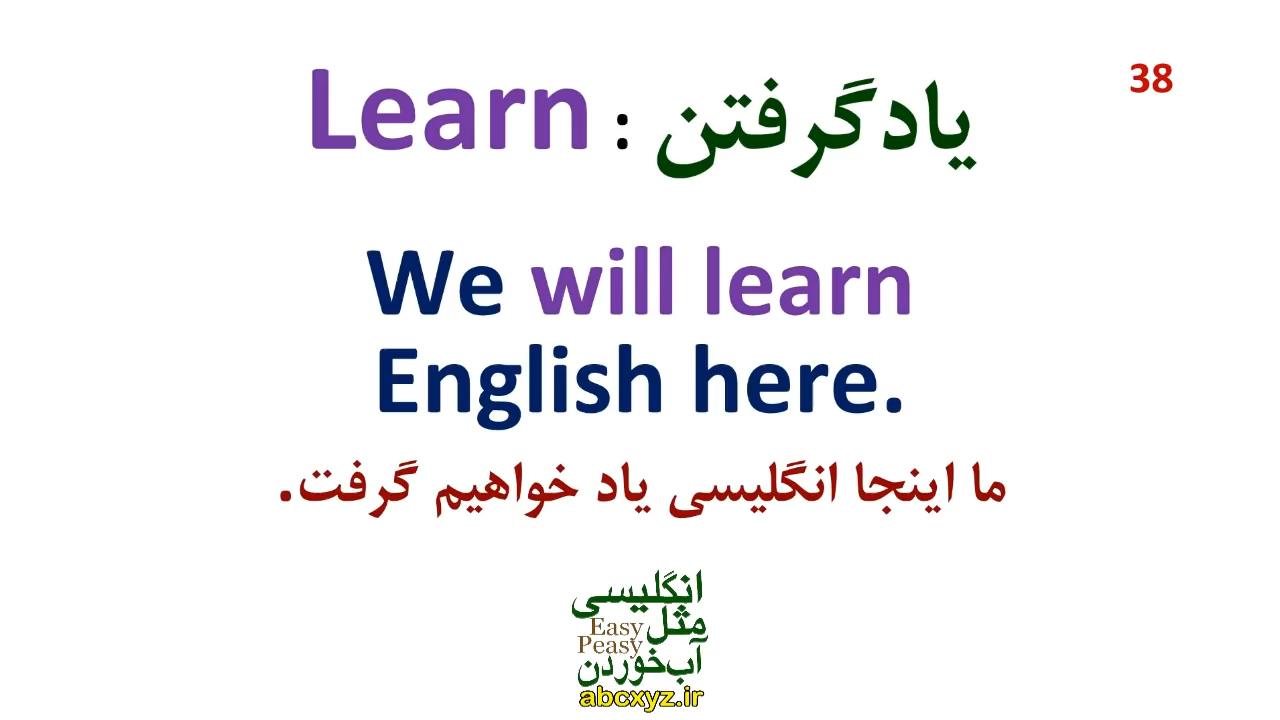 38
Learn : یادگرفتن
We will learn
English here.
ما اینجا انگلیسی یاد خواهیم گرفت.
انگلیسی
مثل Easy
Peasy
آب‌خوردن
abcxyz.ir